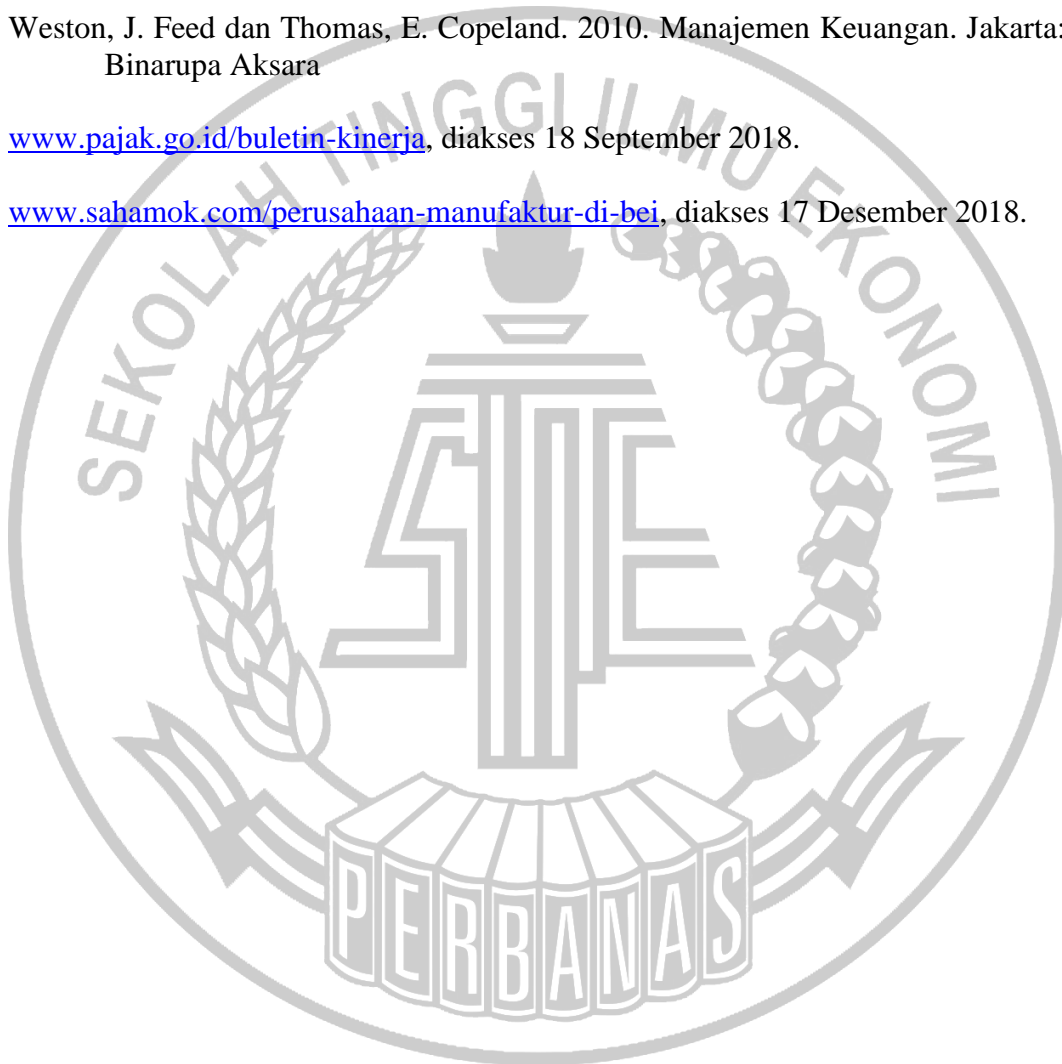 Weston, J. Feed dan Thomas, E. Copeland. 2010. Manajemen Keuangan. Jakarta:
Binarupa Aksara
www.pajak.go.id/buletin-kinerja, diakses 18 September 2018.
www.sahamok.com/perusahaan-manufaktur-di-bei, diakses 17 Desember 2018.
SEKOLAH TINGGI ILMU EKONOMI
STIE
PERBANAS